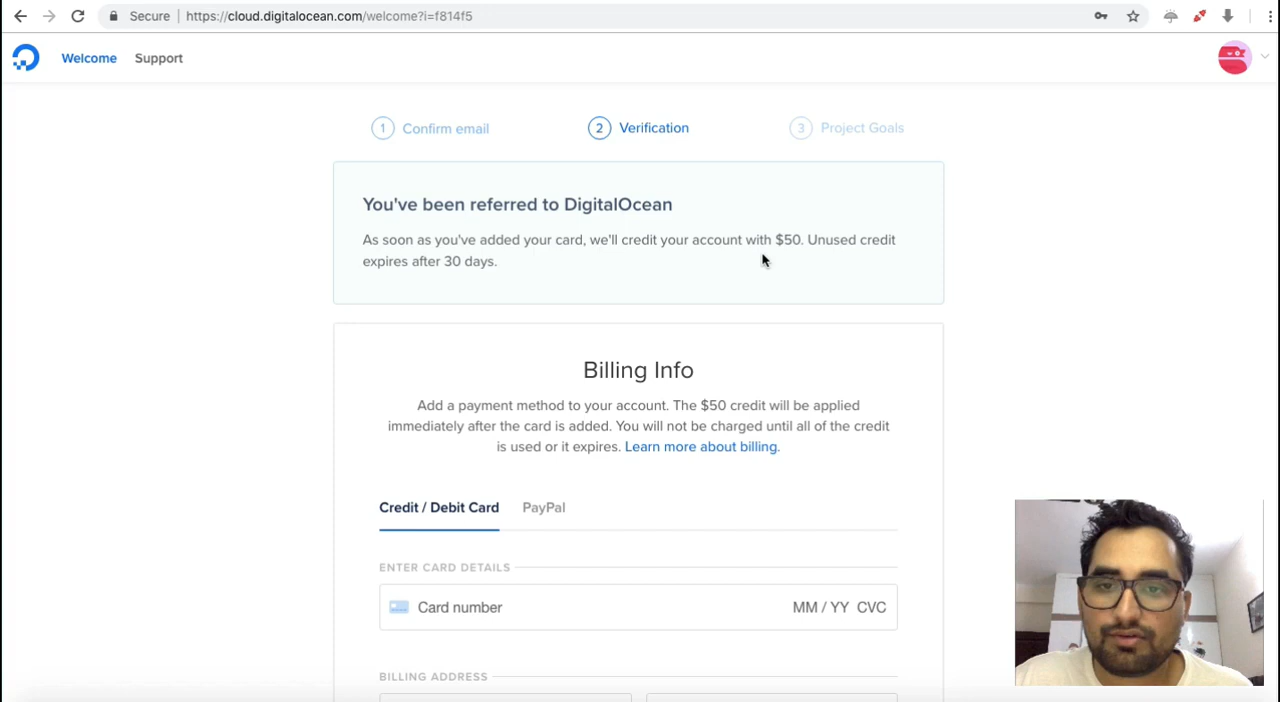 Secure https://cloud.digitalocean.com/welcome?i=f814f5
Welcome Support
1 Confirm email 2 Verification 3 Project Goals
You've been referred to DigitalOcean
As soon as you've added your card, we'll credit your account with $50. Unused credit
expires after 30 days.
Billing Info
Add a payment method to your account. The $50 credit will be applied
immediately after the card is added. You will not be charged until all of the credit
is used or it expires. Learn more about billing.
Credit / Debit Card PayPal
ENTER CARD DETAILS
Card number MM / YY CVC
BILLING ADDRESS